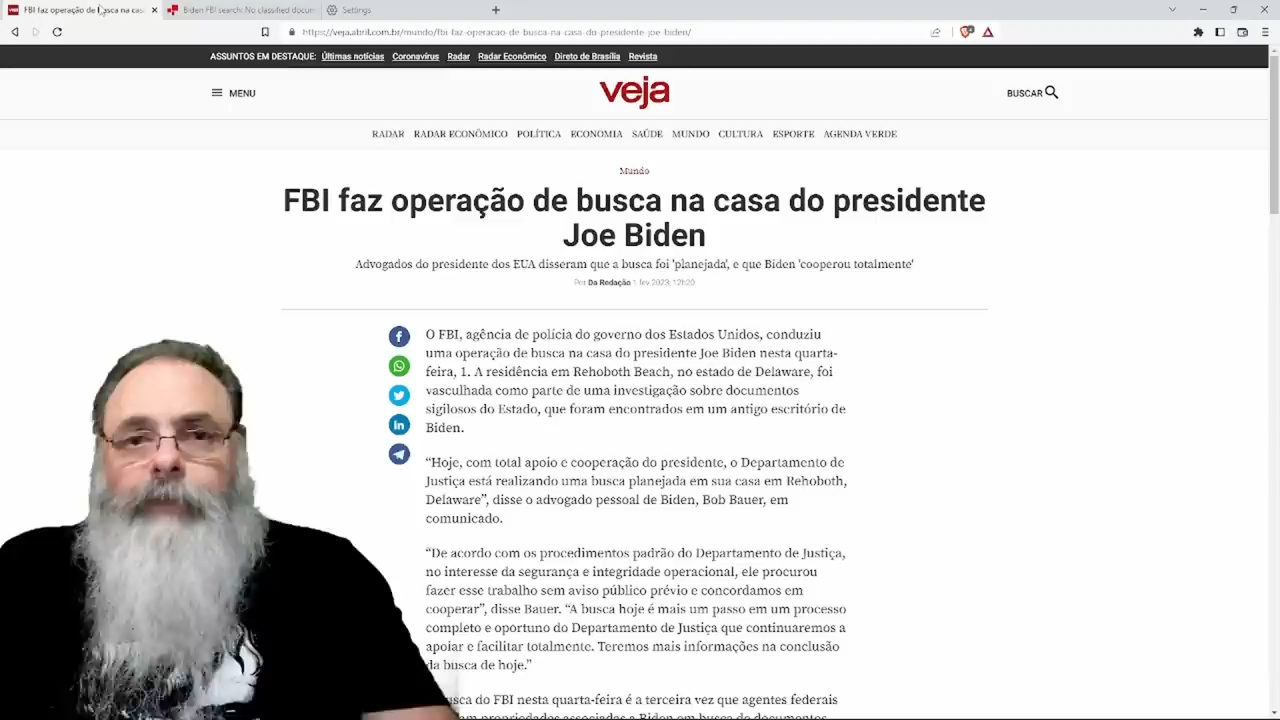 FBI faz operação de busca na casa
Biden FBI search: No classified docum
Settings
https://veja.abril.com.br/mundo/fbi-faz-operacao-de-busca-na-casa-do-presidente-joe-biden/
ASSUNTOS EM DESTAQUE: Últimas notícias Coronavírus Radar Radar Econômico Direto de Brasília Revista
MENU
veja
BUSCAR
RADAR RADAR ECONÔMICO POLÍTICA ECONOMIA SAÚDE MUNDO CULTURA ESPORTE AGENDA VERDE
Mundo
FBI faz operação de busca na casa do presidente
Joe Biden
Advogados do presidente dos EUA disseram que a busca foi 'planejada', e que Biden 'cooperou totalmente'
Por Da Redação 1 fev 2023, 12h20
O FBI, agência de polícia do governo dos Estados Unidos, conduziu
uma operação de busca na casa do presidente Joe Biden nesta quarta-
feira, 1. A residência em Rehoboth Beach, no estado de Delaware, foi
vasculhada como parte de uma investigação sobre documentos
sigilosos do Estado, que foram encontrados em um antigo escritório de
Biden.
“Hoje, com total apoio e cooperação do presidente, o Departamento de
Justiça está realizando uma busca planejada em sua casa em Rehoboth,
Delaware”, disse o advogado pessoal de Biden, Bob Bauer, em
comunicado.
“De acordo com os procedimentos padrão do Departamento de Justiça,
no interesse da segurança e integridade operacional, ele procurou
fazer esse trabalho sem aviso público prévio e concordamos em
cooperar”, disse Bauer. “A busca hoje é mais um passo em um processo
completo e oportuno do Departamento de Justiça que continuaremos a
apoiar e facilitar totalmente. Teremos mais informações na conclusão
da busca de hoje.”
usca do FBI nesta quarta-feira é a terceira vez que agentes federais
propriedades associadas a Biden em busca de documentos